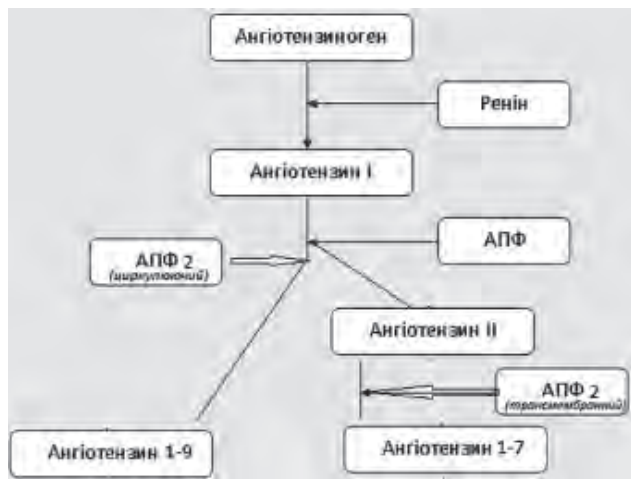 Ангіотензиноген
Ренін
Ангіотензин I
АПФ
АПФ 2
(циркулюючий)
Ангіотензин II
АПФ 2
(трансмембранний)
Ангіотензин 1-9
Ангіотензин 1-7